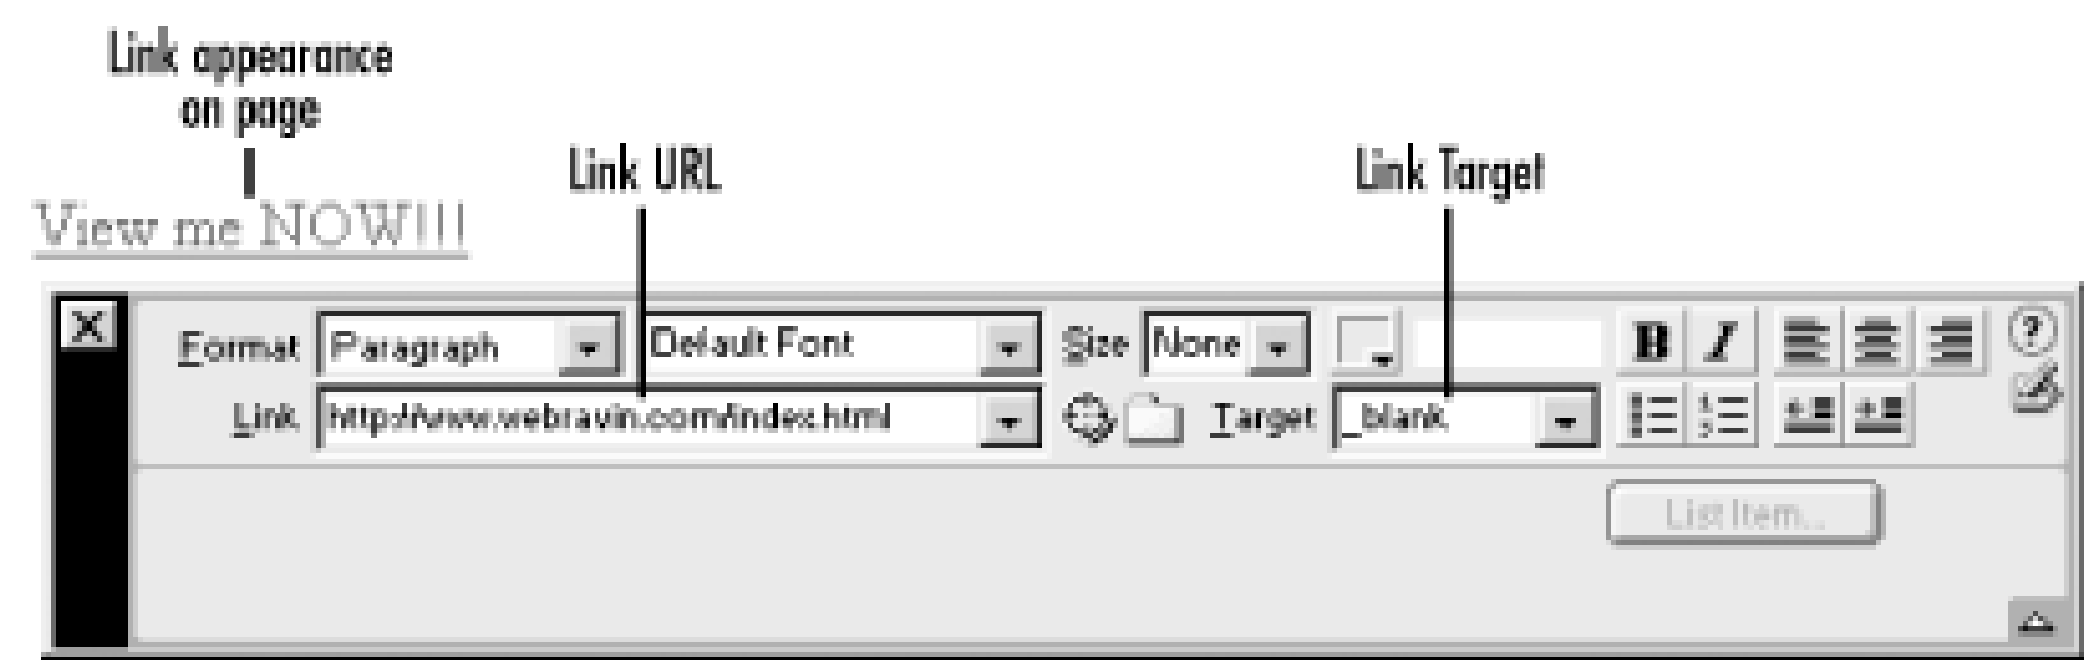 Link appearance
on page
Link URL
Link Target
View me NOW!!!
Format Paragraph Default Font Size None B I ?
Link http://www.webravin.com/index.html Target _blank
List Item...